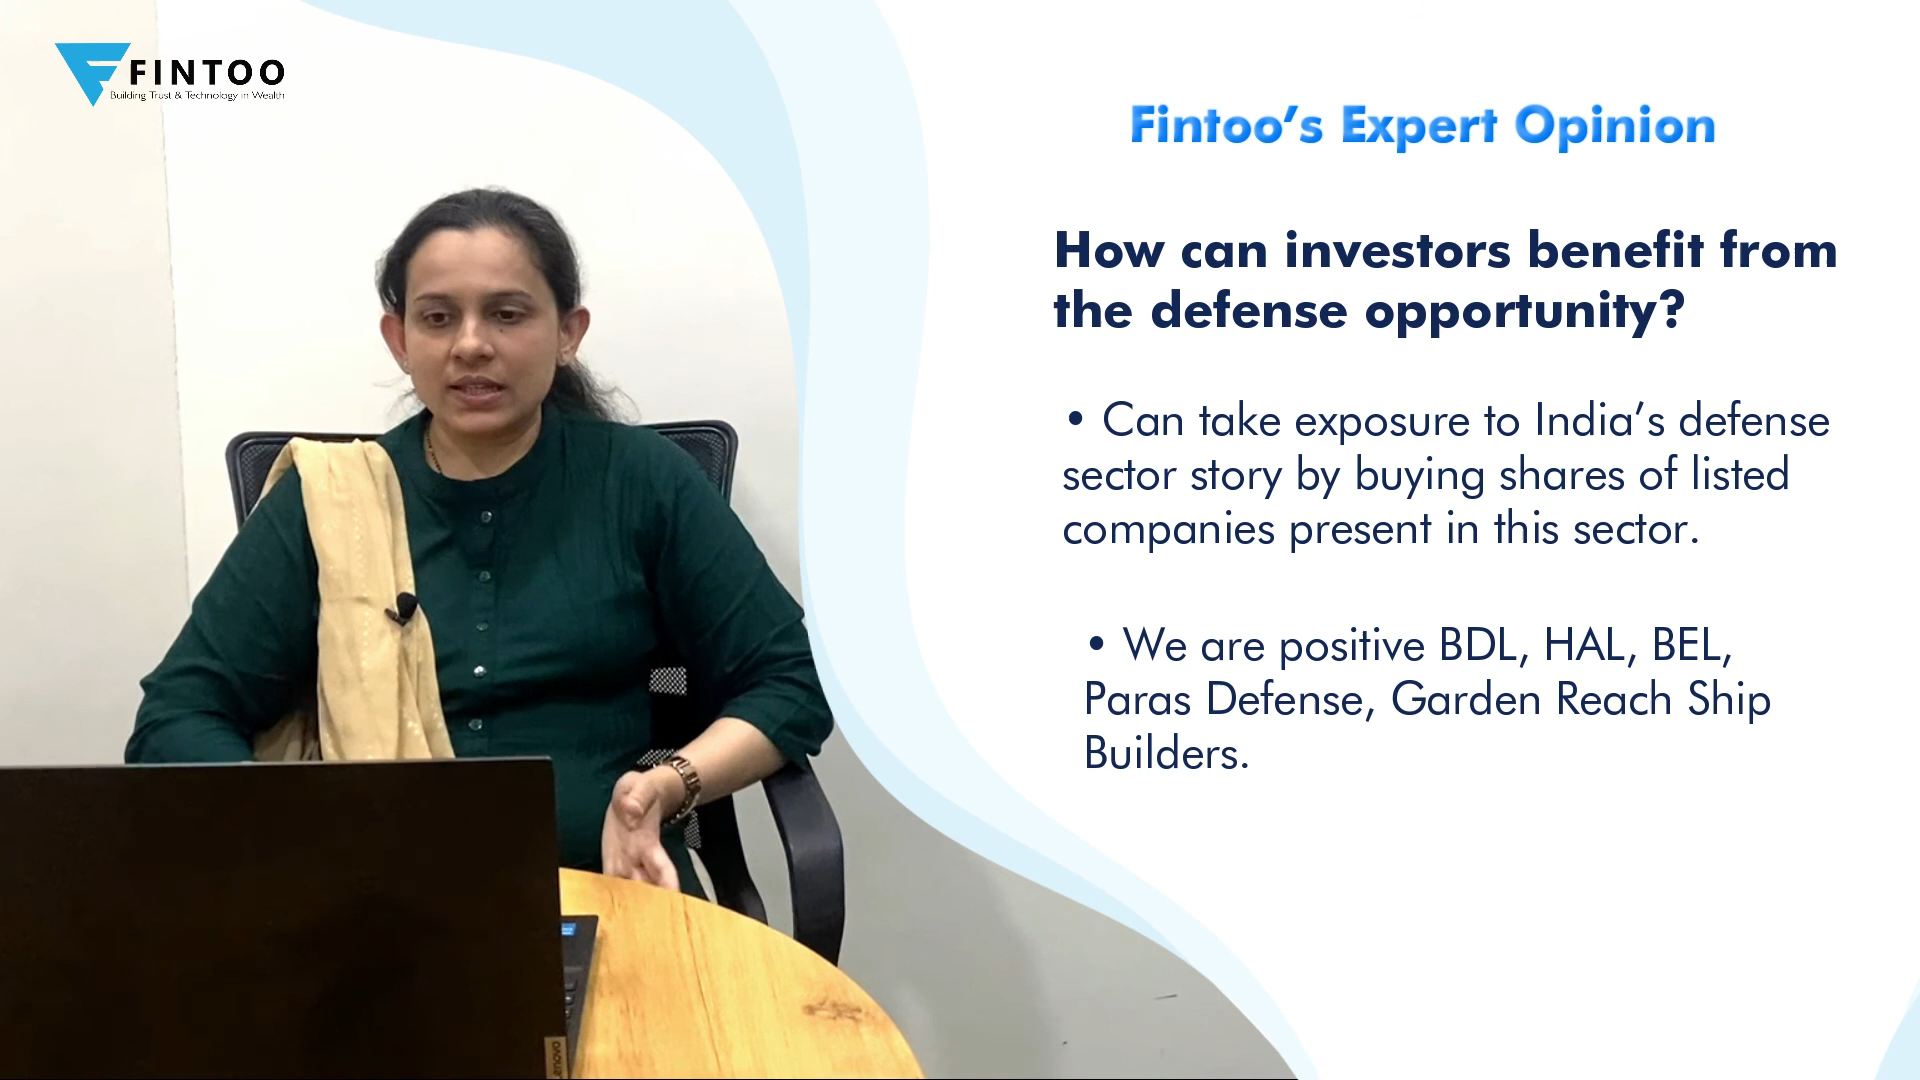 FINTOO
Building Trust & Technology in Wealth
Fintoo's Expert Opinion
How can investors benefit from
the defense opportunity?
• Can take exposure to India's defense
sector story by buying shares of listed
companies present in this sector.
• We are positive BDL, HAL, BEL,
Paras Defense, Garden Reach Ship
Builders.
Lenovo